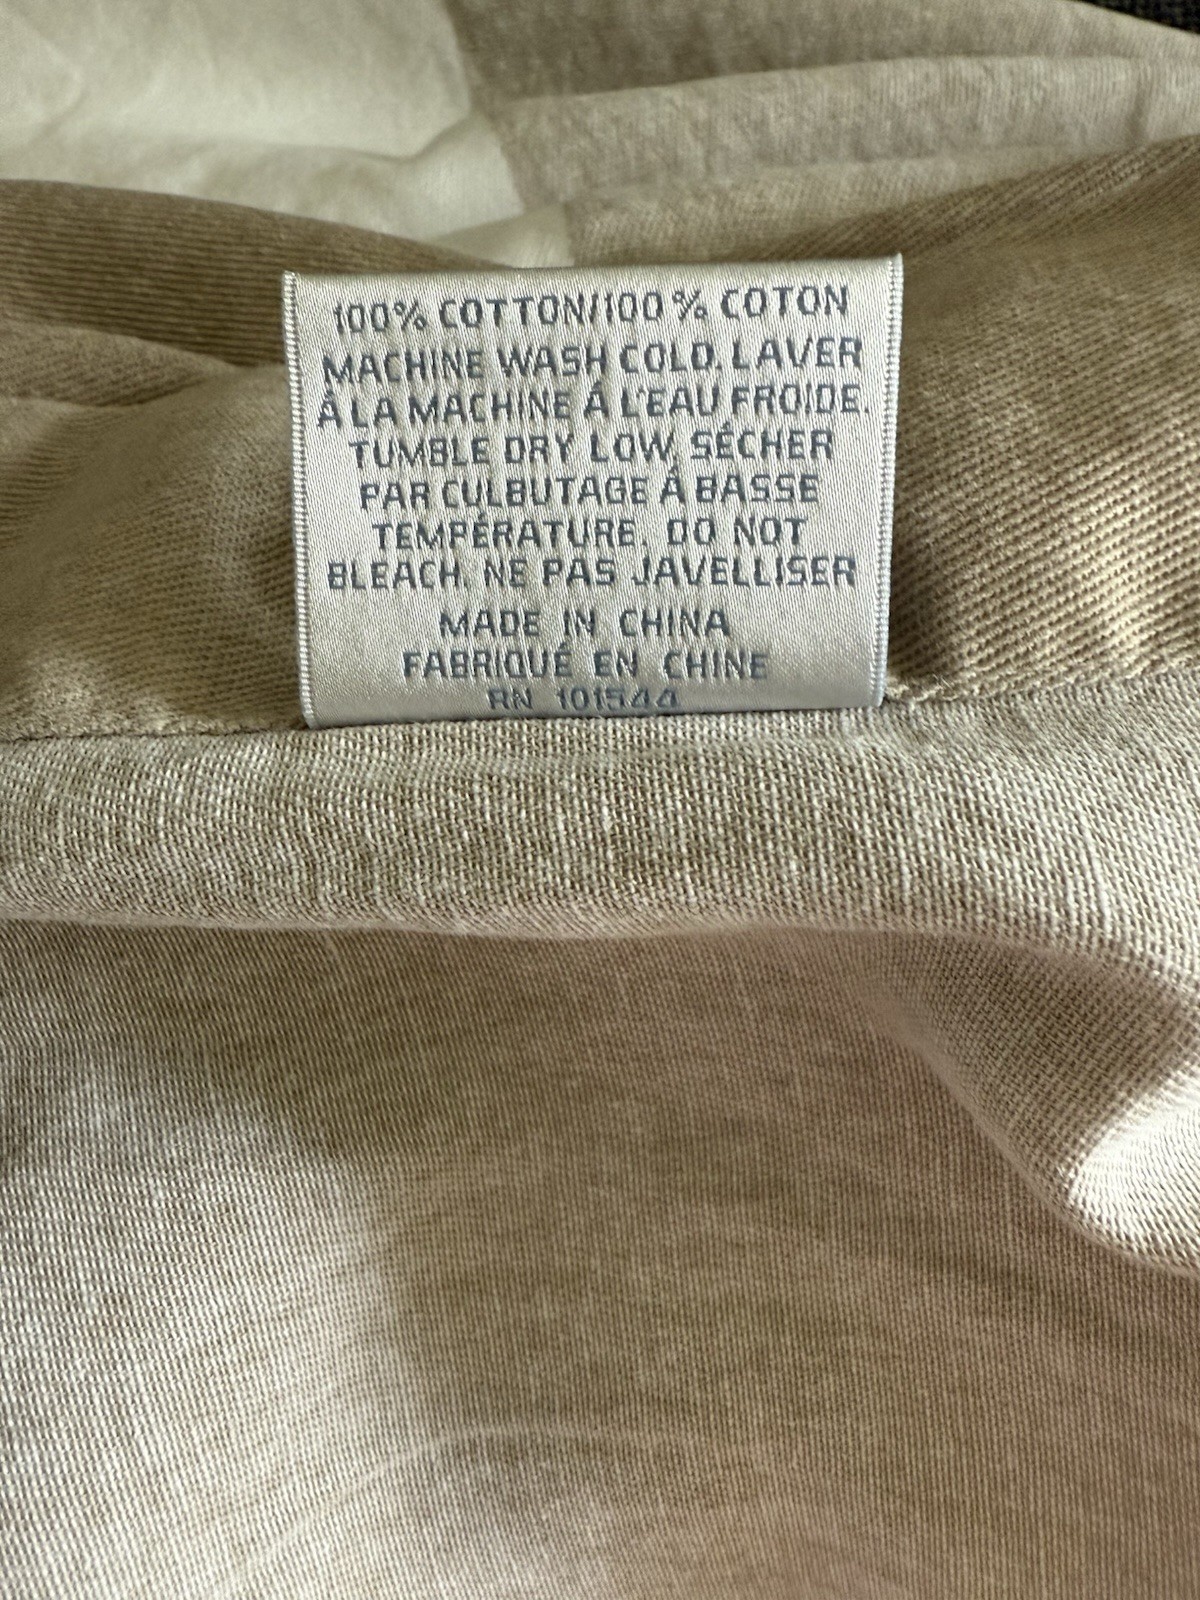 100% COTTON/100 % COTON
MACHINE WASH COLD. LAVER
Á LA MACHINE Á L'EAU FROIDE.
TUMBLE DRY LOW. SÉCHER
PAR CULBUTAGE Á BASSE
TEMPÉRATURE. DO NOT
BLEACH. NE PAS JAVELLISER
MADE IN CHINA
FABRIQUÉ EN CHINE
RN 101544